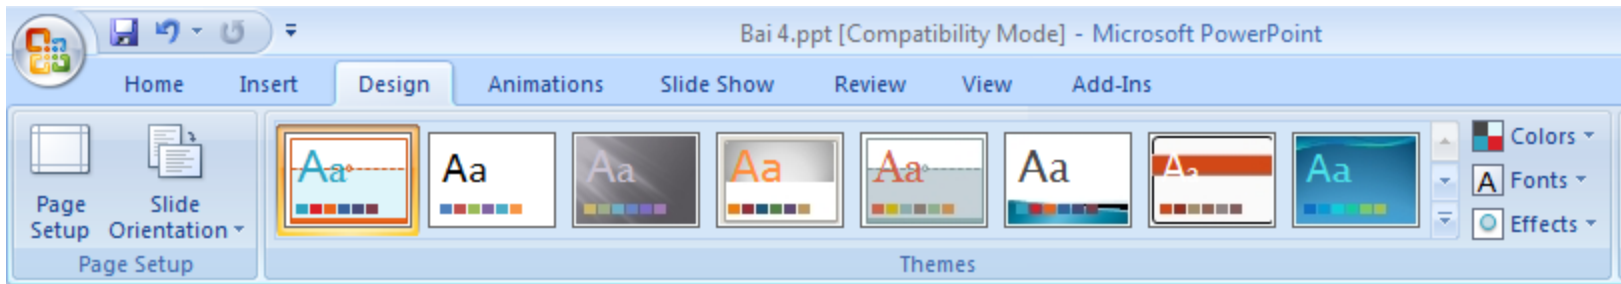 Bai 4.ppt [Compatibility Mode] - Microsoft PowerPoint
Home Insert Design Animations Slide Show Review View Add-Ins
Page Setup
Slide Orientation
Page Setup
Aa Aa Aa Aa Aa Aa Aa Aa
Themes
Colors
A Fonts
Effects